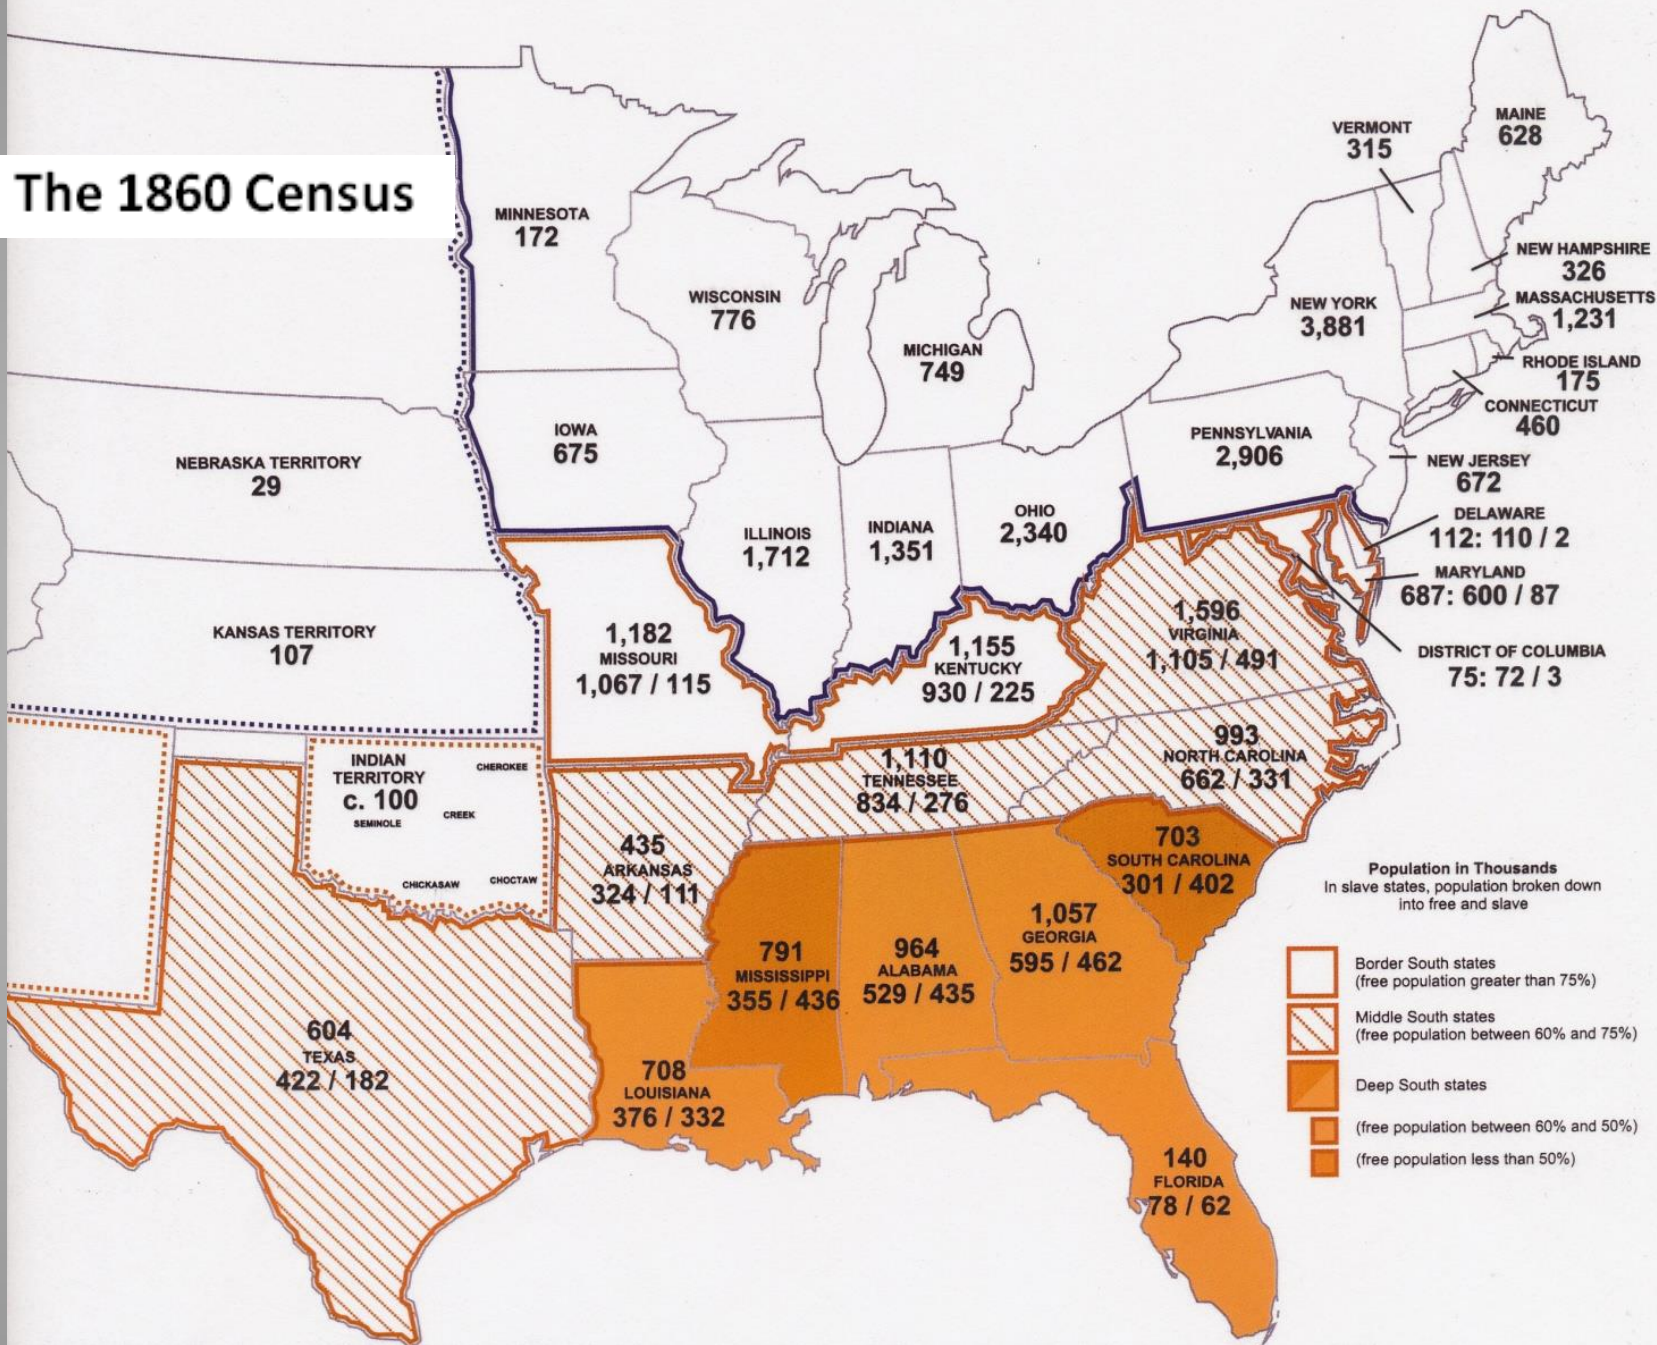 The 1860 Census
MINNESOTA
172
WISCONSIN
776
MICHIGAN
749
VERMONT
315
MAINE
628
NEW HAMPSHIRE
326
MASSACHUSETTS
1,231
NEW YORK
3,881
RHODE ISLAND
175
CONNECTICUT
460
IOWA
675
NEBRASKA TERRITORY
29
PENNSYLVANIA
2,906
NEW JERSEY
672
ILLINOIS
1,712
INDIANA
1,351
OHIO
2,340
DELAWARE
112: 110 / 2
MARYLAND
687: 600 / 87
DISTRICT OF COLUMBIA
75: 72 / 3
KANSAS TERRITORY
107
1,182
MISSOURI
1,067 / 115
1,155
KENTUCKY
930 / 225
1,596
VIRGINIA
1,105 / 491
INDIAN
TERRITORY
c. 100
CHEROKEE
SEMINOLE
CREEK
CHICKASAW
CHOCTAW
1,110
TENNESSEE
834 / 276
993
NORTH CAROLINA
662 / 331
435
ARKANSAS
324 / 111
703
SOUTH CAROLINA
301 / 402
791
MISSISSIPPI
355 / 436
964
ALABAMA
529 / 435
1,057
GEORGIA
595 / 462
604
TEXAS
422 / 182
708
LOUISIANA
376 / 332
140
FLORIDA
78 / 62
Population in Thousands
In slave states, population broken down
into free and slave
Border South states
(free population greater than 75%)
Middle South states
(free population between 60% and 75%)
Deep South states
(free population between 60% and 50%)
(free population less than 50%)